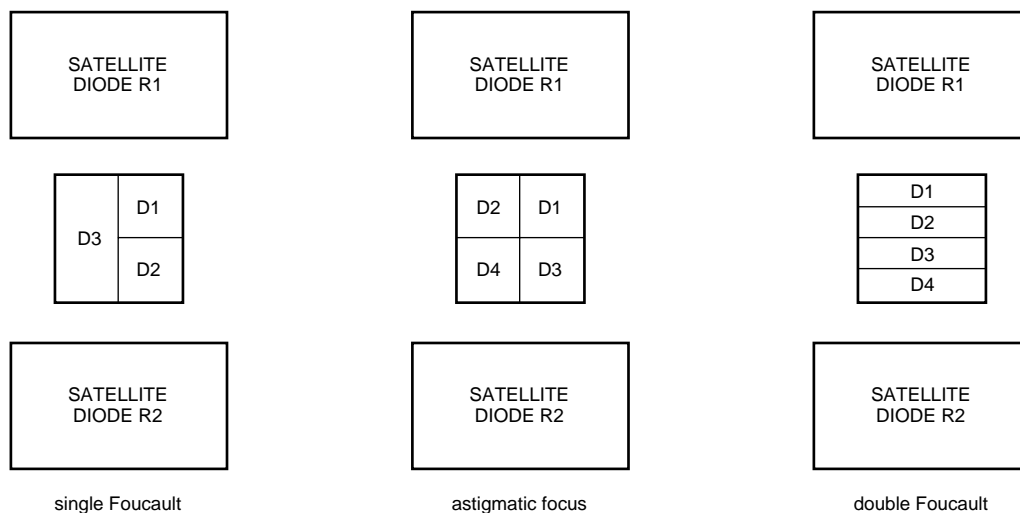 SATELLITE
DIODE R1
SATELLITE
DIODE R1
SATELLITE
DIODE R1
D3
D1
D2
D2
D1
D4
D3
D1
D2
D3
D4
SATELLITE
DIODE R2
SATELLITE
DIODE R2
SATELLITE
DIODE R2
single Foucault
astigmatic focus
double Foucault